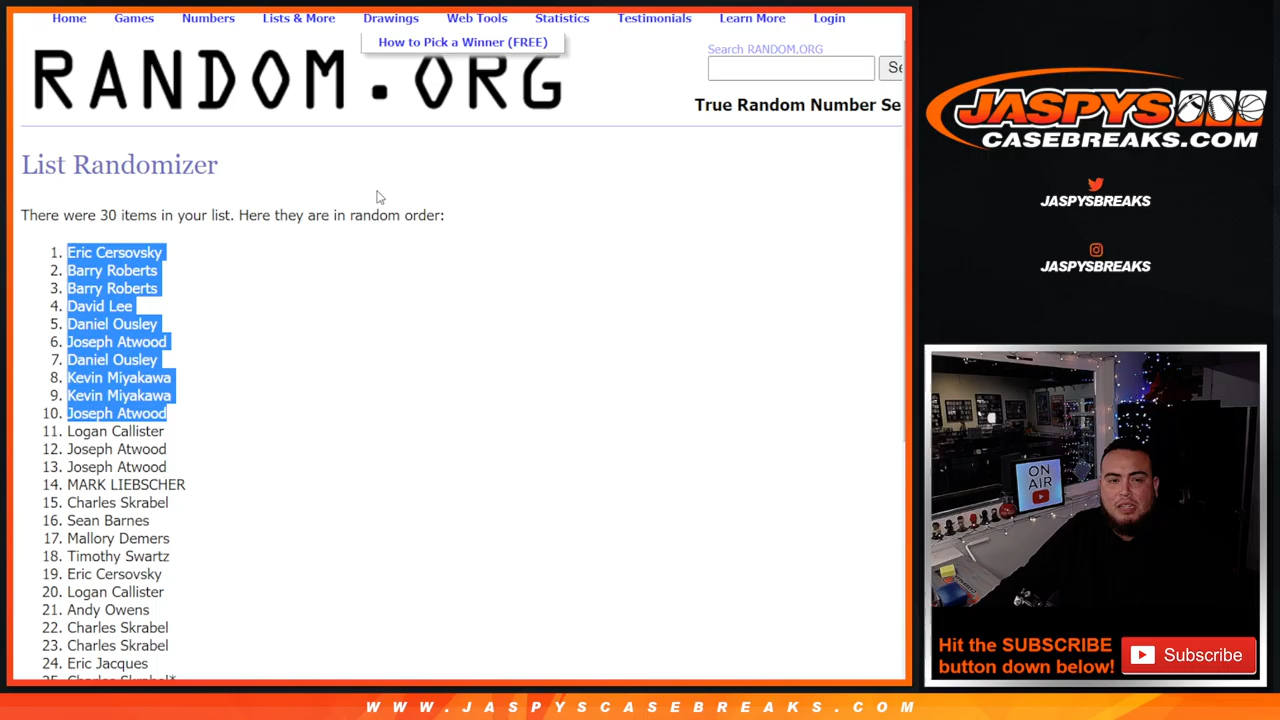 Home Games Numbers Lists & More Drawings Web Tools Statistics Testimonials Learn More Login
How to Pick a Winner (FREE)
RANDOM.ORG
Search RANDOM.ORG
Se
True Random Number Se
List Randomizer
There were 30 items in your list. Here they are in random order:
1. Eric Cersovsky
2. Barry Roberts
3. Barry Roberts
4. David Lee
5. Daniel Ousley
6. Joseph Atwood
7. Daniel Ousley
8. Kevin Miyakawa
9. Kevin Miyakawa
10. Joseph Atwood
11. Logan Callister
12. Joseph Atwood
13. Joseph Atwood
14. MARK LIEBSCHER
15. Charles Skrabel
16. Sean Barnes
17. Mallory Demers
18. Timothy Swartz
19. Eric Cersovsky
20. Logan Callister
21. Andy Owens
22. Charles Skrabel
23. Charles Skrabel
24. Eric Jacques
25. Charles Skrabel*
JASPYS
CASEBREAKS.COM
JASPYSBREAKS
JASPYSBREAKS
ON
AIR
Hit the SUBSCRIBE
button down below!
Subscribe
WWW.JASPYSCASEBREAKS.COM